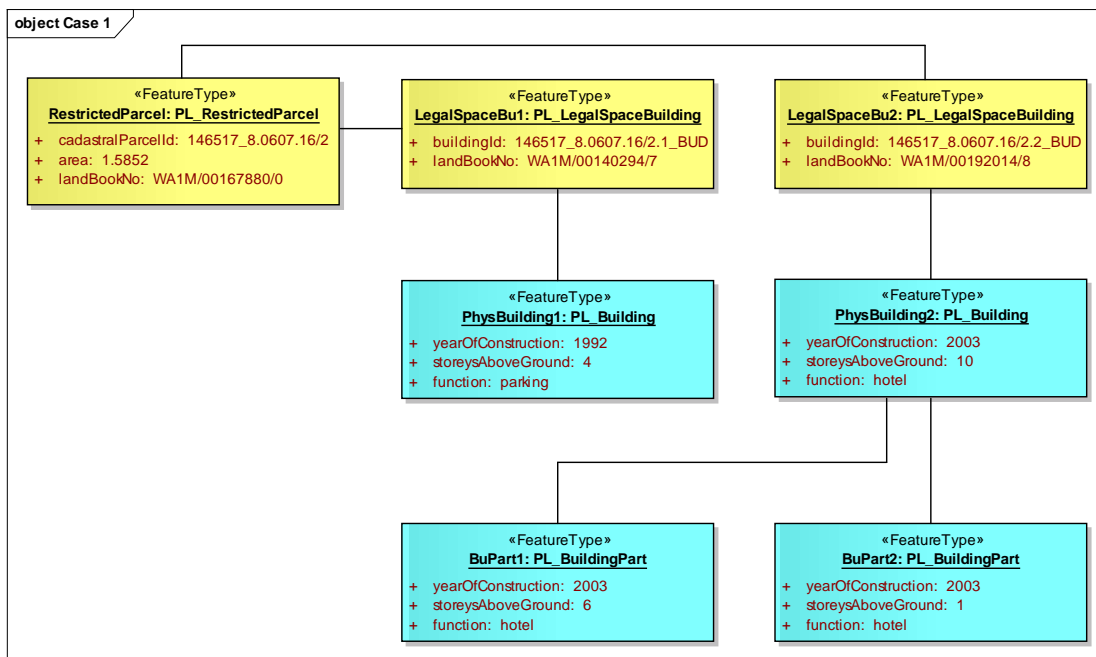 object Case 1
«FeatureType»
RestrictedParcel: PL_RestrictedParcel
+ cadastralParcelId: 146517_8.0607.16/2
+ area: 1.5852
+ landBookNo: WA1M/00167880/0
«FeatureType»
LegalSpaceBu1: PL_LegalSpaceBuilding
+ buildingId: 146517_8.0607.16/2.1_BUD
+ landBookNo: WA1M/00140294/7
«FeatureType»
LegalSpaceBu2: PL_LegalSpaceBuilding
+ buildingId: 146517_8.0607.16/2.2_BUD
+ landBookNo: WA1M/00192014/8
«FeatureType»
PhysBuilding1: PL_Building
+ yearOfConstruction: 1992
+ storeysAboveGround: 4
+ function: parking
«FeatureType»
PhysBuilding2: PL_Building
+ yearOfConstruction: 2003
+ storeysAboveGround: 10
+ function: hotel
«FeatureType»
BuPart1: PL_BuildingPart
+ yearOfConstruction: 2003
+ storeysAboveGround: 6
+ function: hotel
«FeatureType»
BuPart2: PL_BuildingPart
+ yearOfConstruction: 2003
+ storeysAboveGround: 1
+ function: hotel